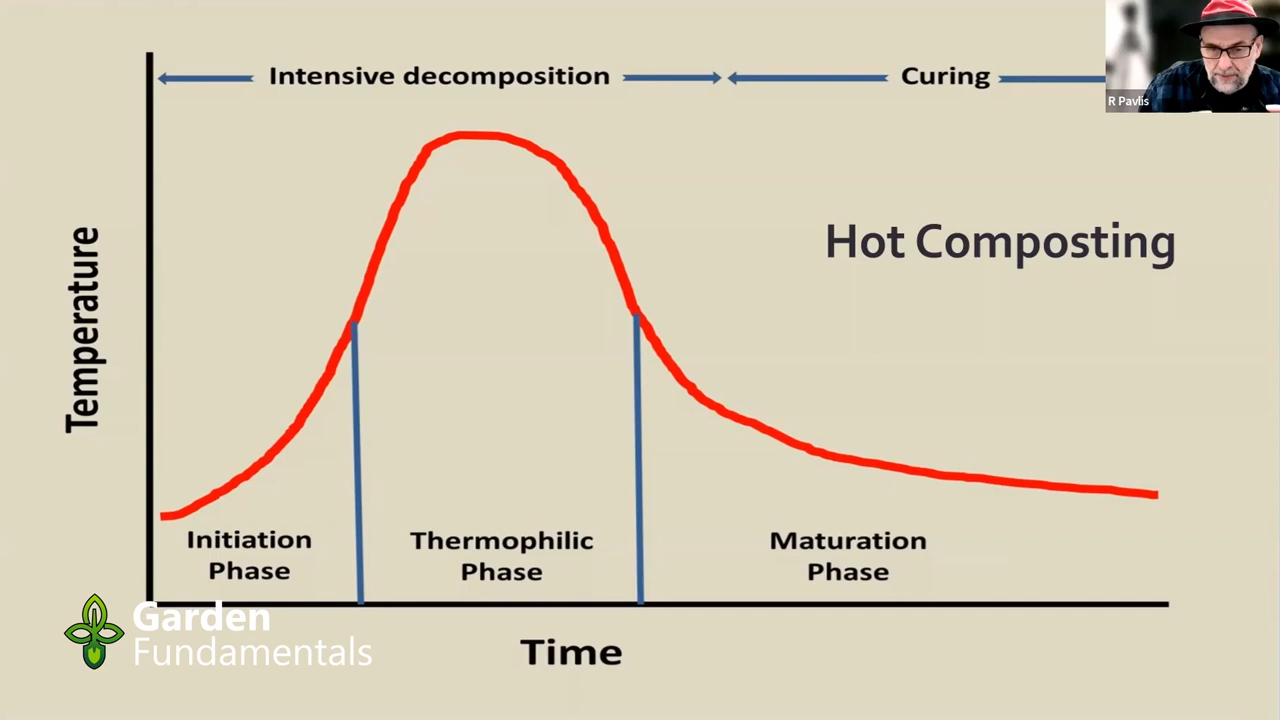 Intensive decomposition
Curing
R Pavlis
Hot Composting
Temperature
Initiation
Phase
Thermophilic
Phase
Maturation
Phase
Garden
Fundamentals
Time